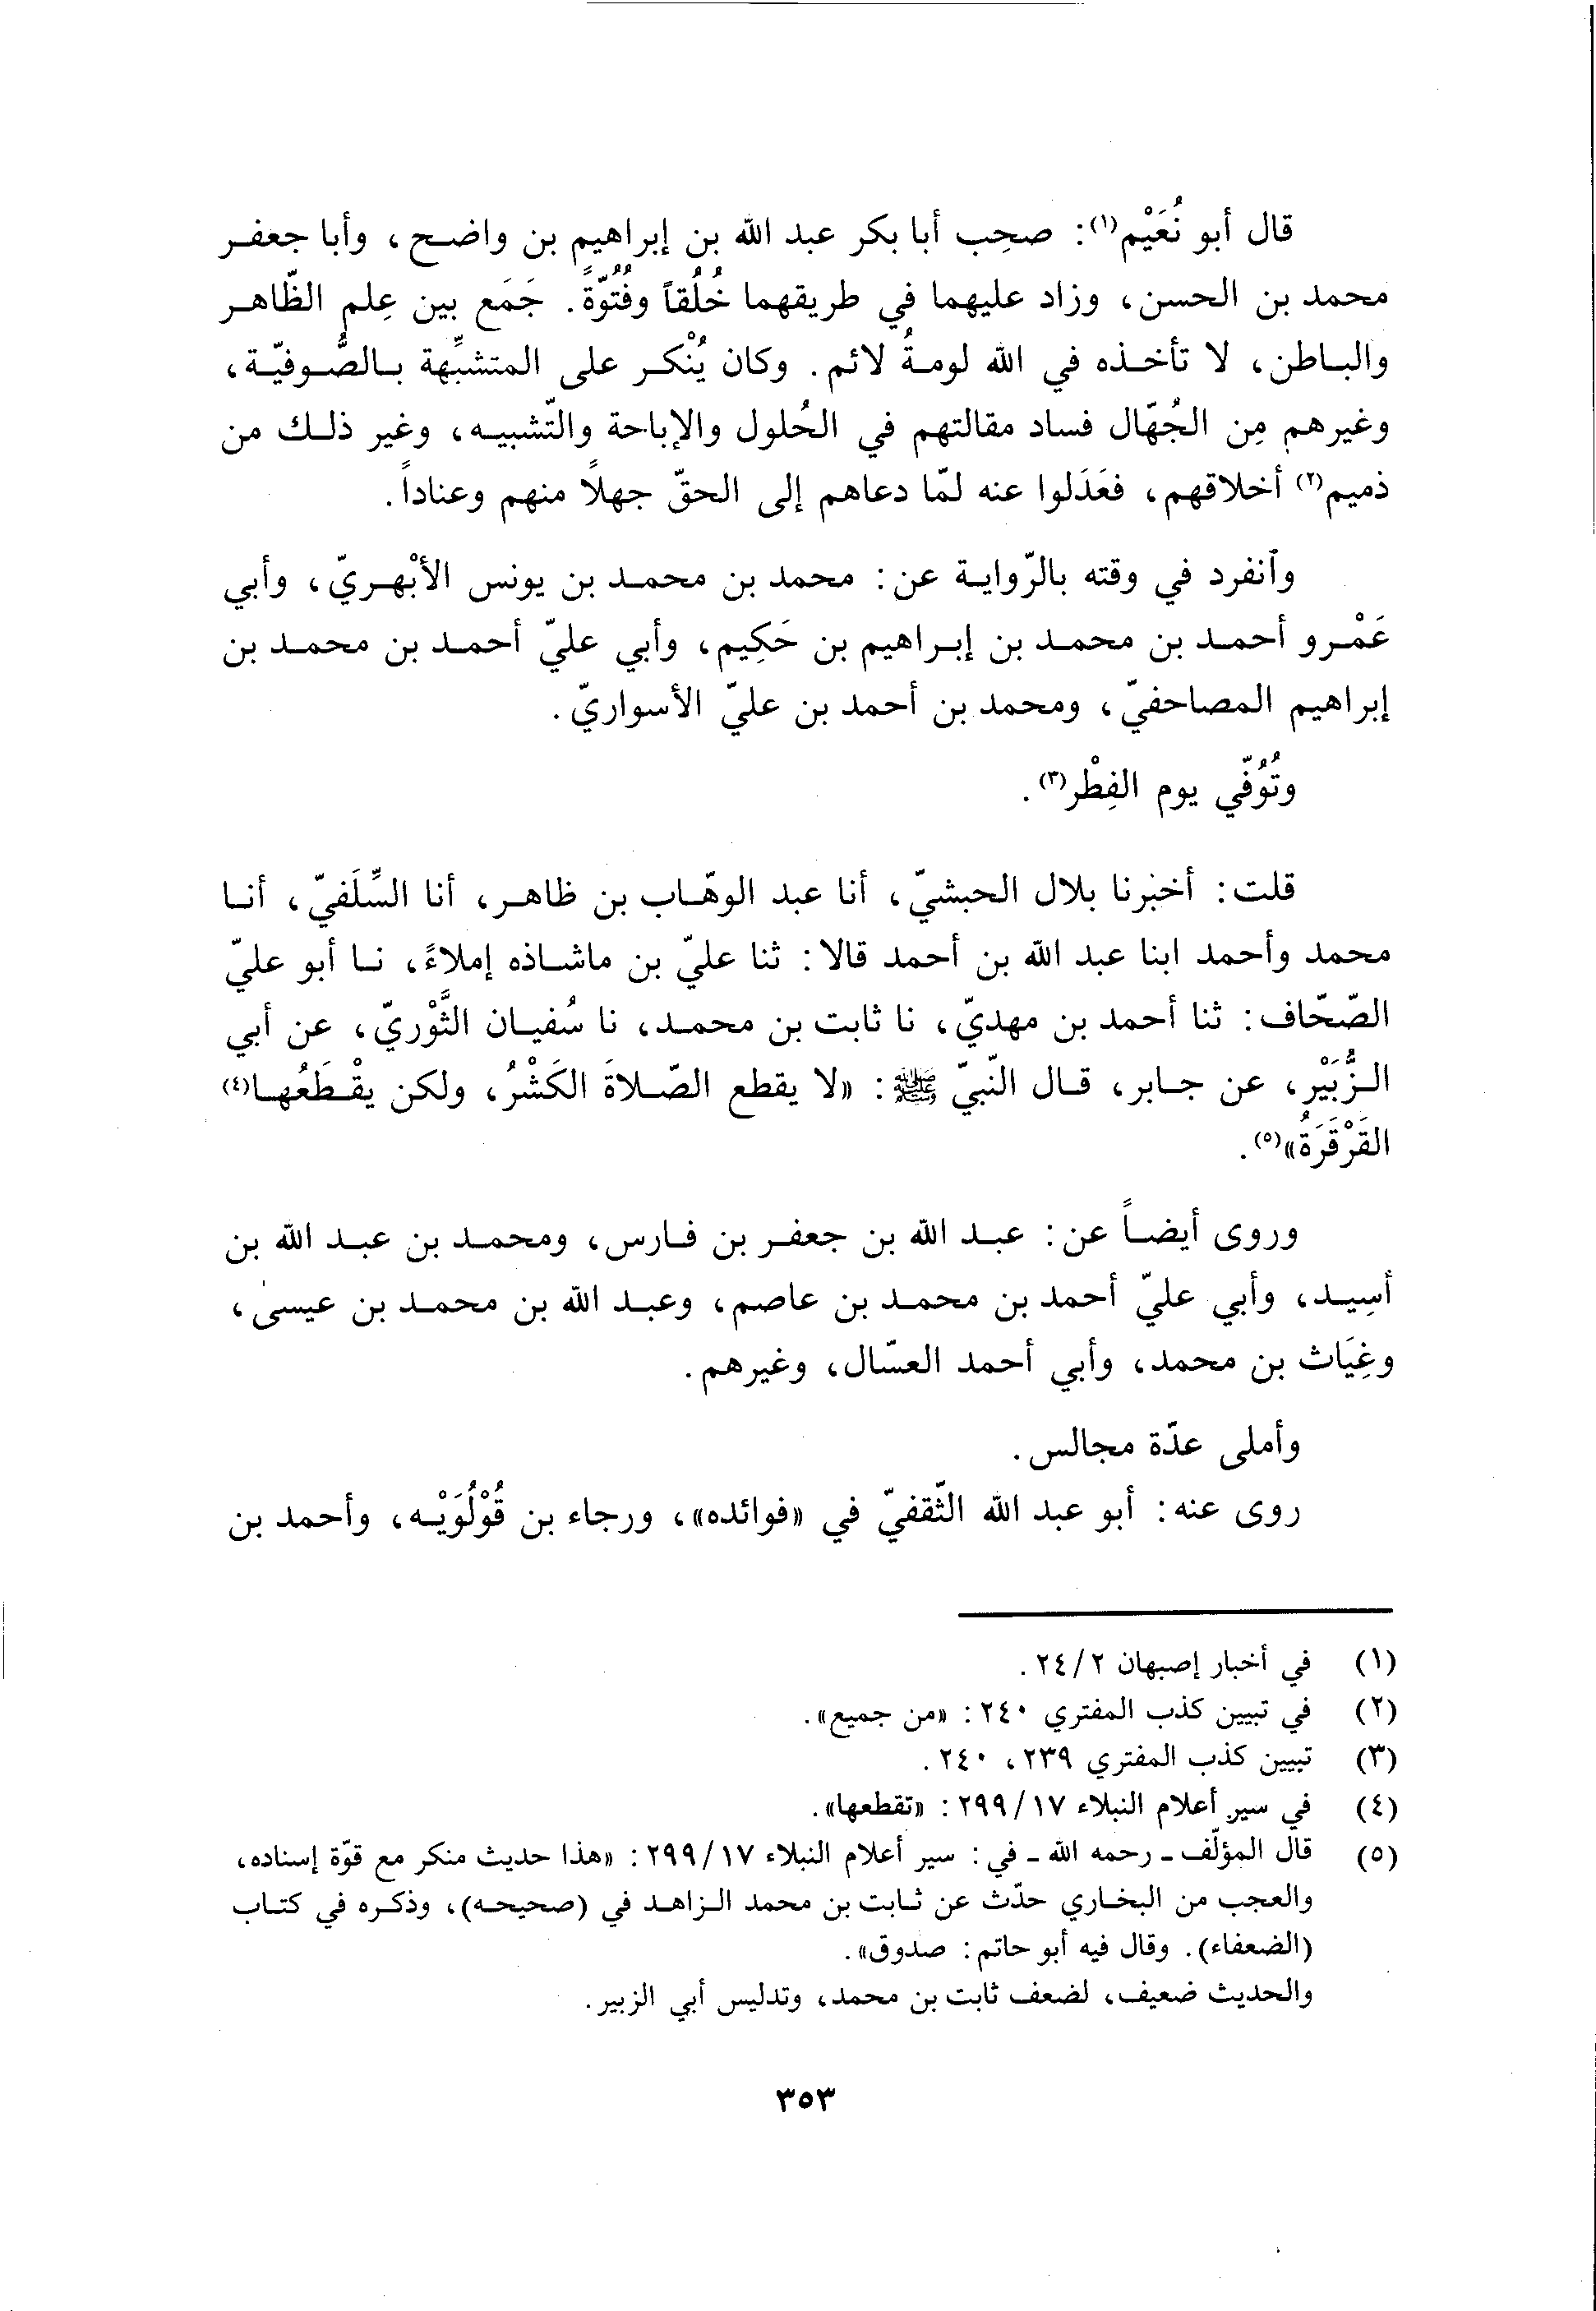 قال أبو نُعَيْم(١): صحِب أبا بكر عبد الله بن إبراهيم بن واضح، وأبا جعفر
محمد بن الحسن، وزاد عليهما في طريقهما خُلُقاً وفُتُوّةً. جَمَع بين عِلم الظّاهر
والباطن، لا تأخذه في الله لومةُ لائم. وكان يُنْكر على المتشبِّهة بالصُّوفيّة،
وغيرهم مِن الجُهّال فساد مقالتهم في الحُلول والإباحة والتّشبيه، وغير ذلك من
ذميم(٢) أخلاقهم، فعَدَلوا عنه لمّا دعاهم إلى الحقّ جهلاً منهم وعناداً.
وٱنفرد في وقته بالرّواية عن: محمد بن محمد بن يونس الأبْهريّ، وأبي
عَمْرو أحمد بن محمد بن إبراهيم بن حَكِيم، وأبي عليّ أحمد بن محمد بن
إبراهيم المصاحفيّ، ومحمد بن أحمد بن عليّ الأسواريّ.
وتُوُفّي يوم الفِطْر(٣).
قلت: أخبرنا بلال الحبشيّ، أنا عبد الوهّاب بن ظاهر، أنا السِّلَفيّ، أنا
محمد وأحمد ابنا عبد الله بن أحمد قالا: ثنا عليّ بن ماشاذه إملاءً، نا أبو عليّ
الصّحّاف: ثنا أحمد بن مهديّ، نا ثابت بن محمد، نا سُفيان الثَّوْريّ، عن أبي
الزُّبَيْر، عن جابر، قال النّبيّ ﷺ: «لا يقطع الصّلاةَ الكَشْرُ، ولكن يقْطَعُها(٤)
القَرْقَرَةُ»(٥).
وروى أيضاً عن: عبد الله بن جعفر بن فارس، ومحمد بن عبد الله بن
أسِيد، وأبي عليّ أحمد بن محمد بن عاصم، وعبد الله بن محمد بن عيسى،
وغِيَاث بن محمد، وأبي أحمد العسّال، وغيرهم.
وأملى عدّة مجالس.
روى عنه: أبو عبد الله الثّقفيّ في «فوائده»، ورجاء بن قُوْلُوَيْه، وأحمد بن
(١) في أخبار إصبهان ٢/ ٢٤.
(٢) في تبيين كذب المفتري ٢٤٠: «من جميع».
(٣) تبيين كذب المفتري ٢٣٩، ٢٤٠.
(٤) في سير أعلام النبلاء ١٧/ ٢٩٩: «تقطعها».
(٥) قال المؤلّف ـ رحمه الله ـ في: سير أعلام النبلاء ١٧/ ٢٩٩: «هذا حديث منكر مع قوّة إسناده،
والعجب من البخاري حدّث عن ثابت بن محمد الزاهد في (صحيحه)، وذكره في كتاب
(الضعفاء). وقال فيه أبو حاتم: صدوق».
والحديث ضعيف، لضعف ثابت بن محمد، وتدليس أبي الزبير.
٣٥٣